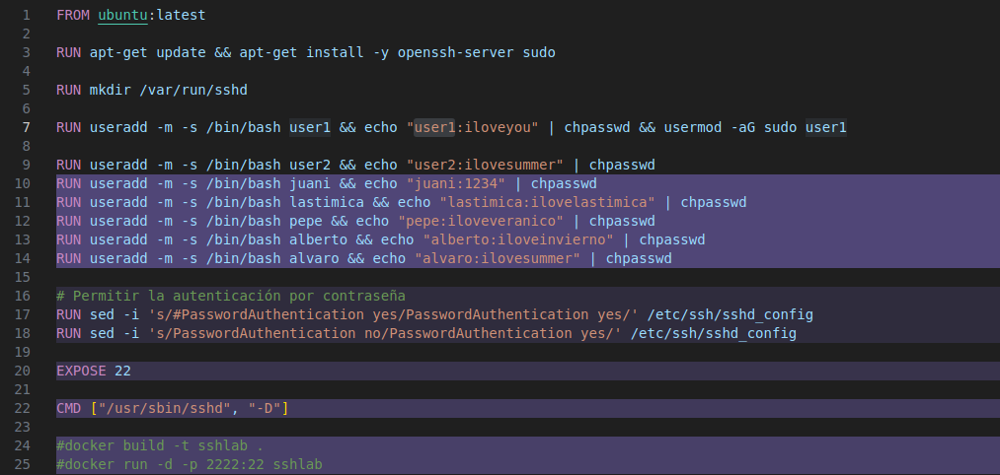 1 FROM ubuntu:latest
2
3 RUN apt-get update && apt-get install -y openssh-server sudo
4
5 RUN mkdir /var/run/sshd
6
7 RUN useradd -m -s /bin/bash user1 && echo "user1:iloveyou" | chpasswd && usermod -aG sudo user1
8
9 RUN useradd -m -s /bin/bash user2 && echo "user2:ilovesummer" | chpasswd
10 RUN useradd -m -s /bin/bash juani && echo "juani:1234" | chpasswd
11 RUN useradd -m -s /bin/bash lastimica && echo "lastimica:ilovelastimica" | chpasswd
12 RUN useradd -m -s /bin/bash pepe && echo "pepe:iloveveranico" | chpasswd
13 RUN useradd -m -s /bin/bash alberto && echo "alberto:iloveinvierno" | chpasswd
14 RUN useradd -m -s /bin/bash alvaro && echo "alvaro:ilovesummer" | chpasswd
15
16 # Permitir la autenticación por contraseña
17 RUN sed -i 's/#PasswordAuthentication yes/PasswordAuthentication yes/' /etc/ssh/sshd_config
18 RUN sed -i 's/PasswordAuthentication no/PasswordAuthentication yes/' /etc/ssh/sshd_config
19
20 EXPOSE 22
21
22 CMD ["/usr/sbin/sshd", "-D"]
23
24 #docker build -t sshlab .
25 #docker run -d -p 2222:22 sshlab